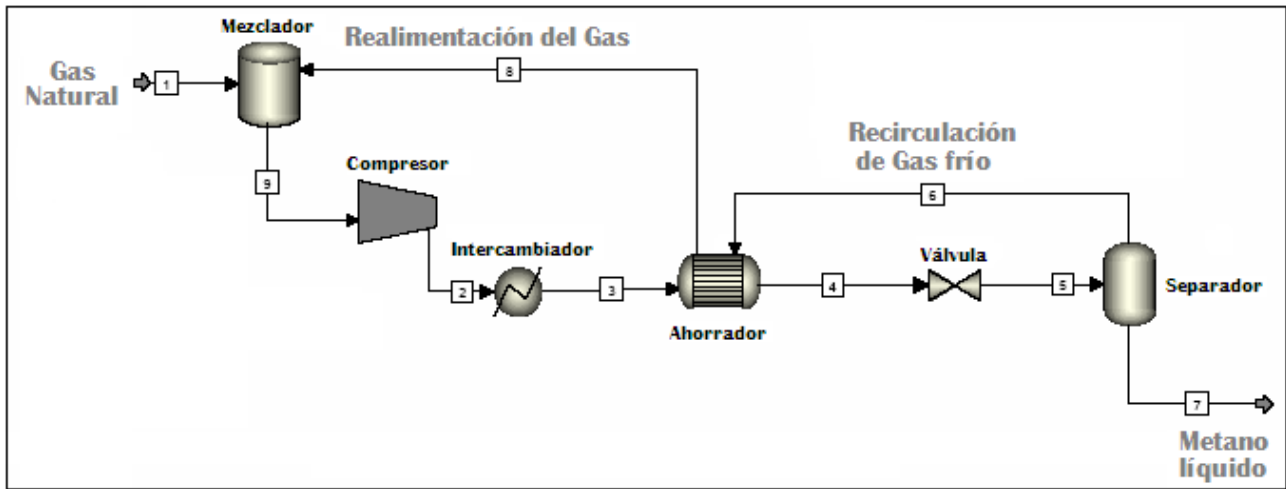 Mezclador
Realimentación del Gas
8
Gas
Natural
1
Recirculación
de Gas frío
Compresor
9
6
Intercambiador
Válvula
2
3
4
5
Separador
Ahorrador
7
Metano
líquido